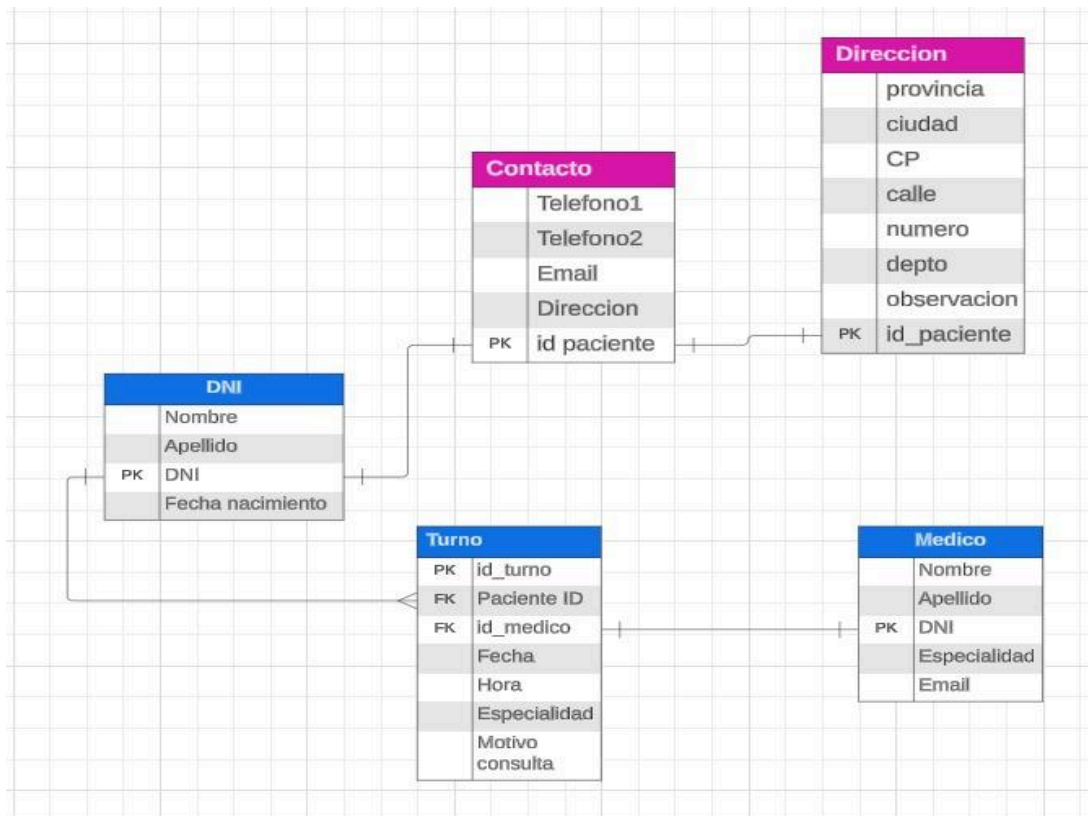 Direccion
provincia
ciudad
CP
calle
numero
depto
observacion
PK id_paciente
Contacto
Telefono1
Telefono2
Email
Direccion
PK id paciente
DNI
Nombre
Apellido
PK DNI
Fecha nacimiento
Turno
PK id_turno
FK Paciente ID
FK id_medico
Fecha
Hora
Especialidad
Motivo
consulta
Medico
Nombre
Apellido
PK DNI
Especialidad
Email